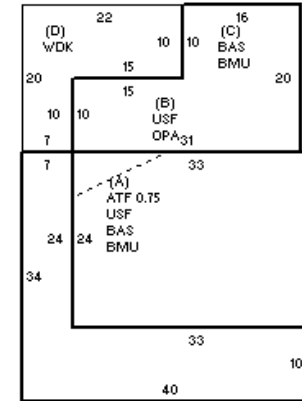 22
16
(D)
WDK
10
10
(C)
BAS
BMU
15
20
20
15
(B)
USF
OPA
10
10
7
31
7
33
(A)
ATF 0.75
USF
BAS
BMU
24
24
34
33
10
40